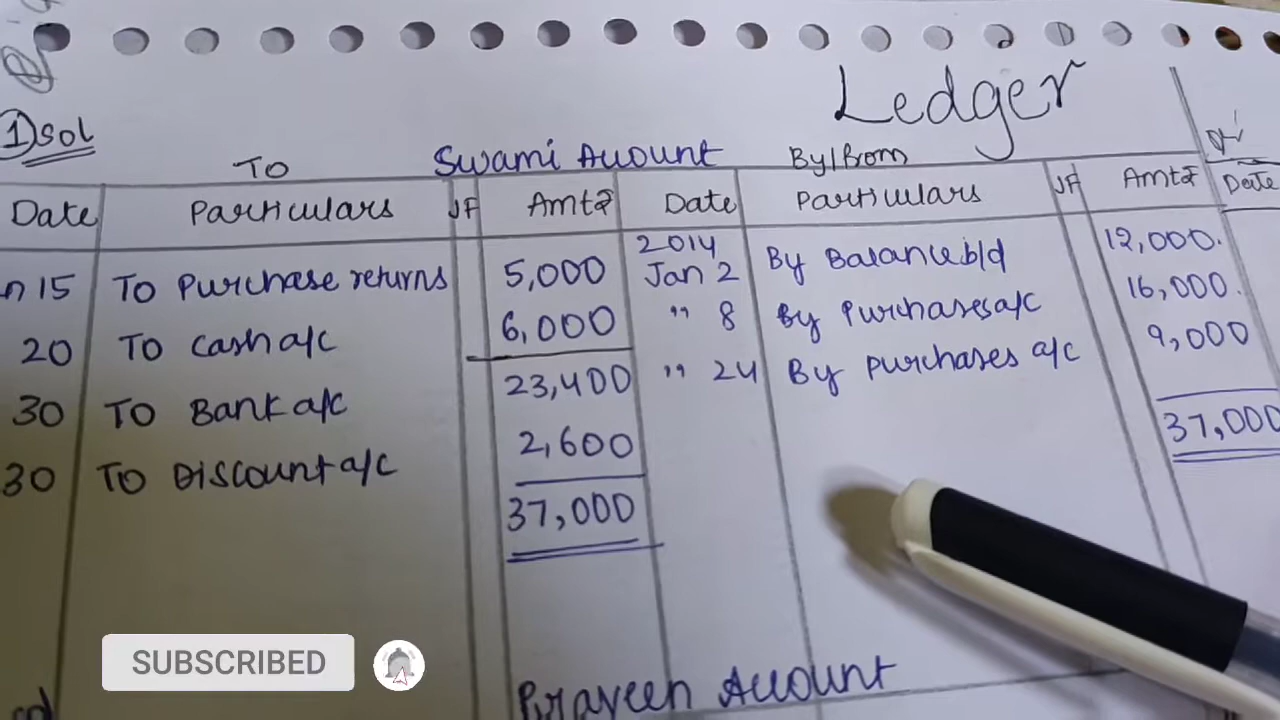 Ledger
1) sol
TO Swami Auount By/From
Date Particulars JF Amt₹ Date Particulars JF Amt₹ Date
15 TO Purchase returns 5,000 2014 Jan 2 By Balance b/d 12,000.
20 TO Cash a/c 6,000 " 8 By Purchases a/c 16,000.
30 TO Bank a/c 23,400 " 24 By purchases a/c 9,000
30 TO Discount a/c 2,600 37,000
37,000
SUBSCRIBED
Praveen Auount